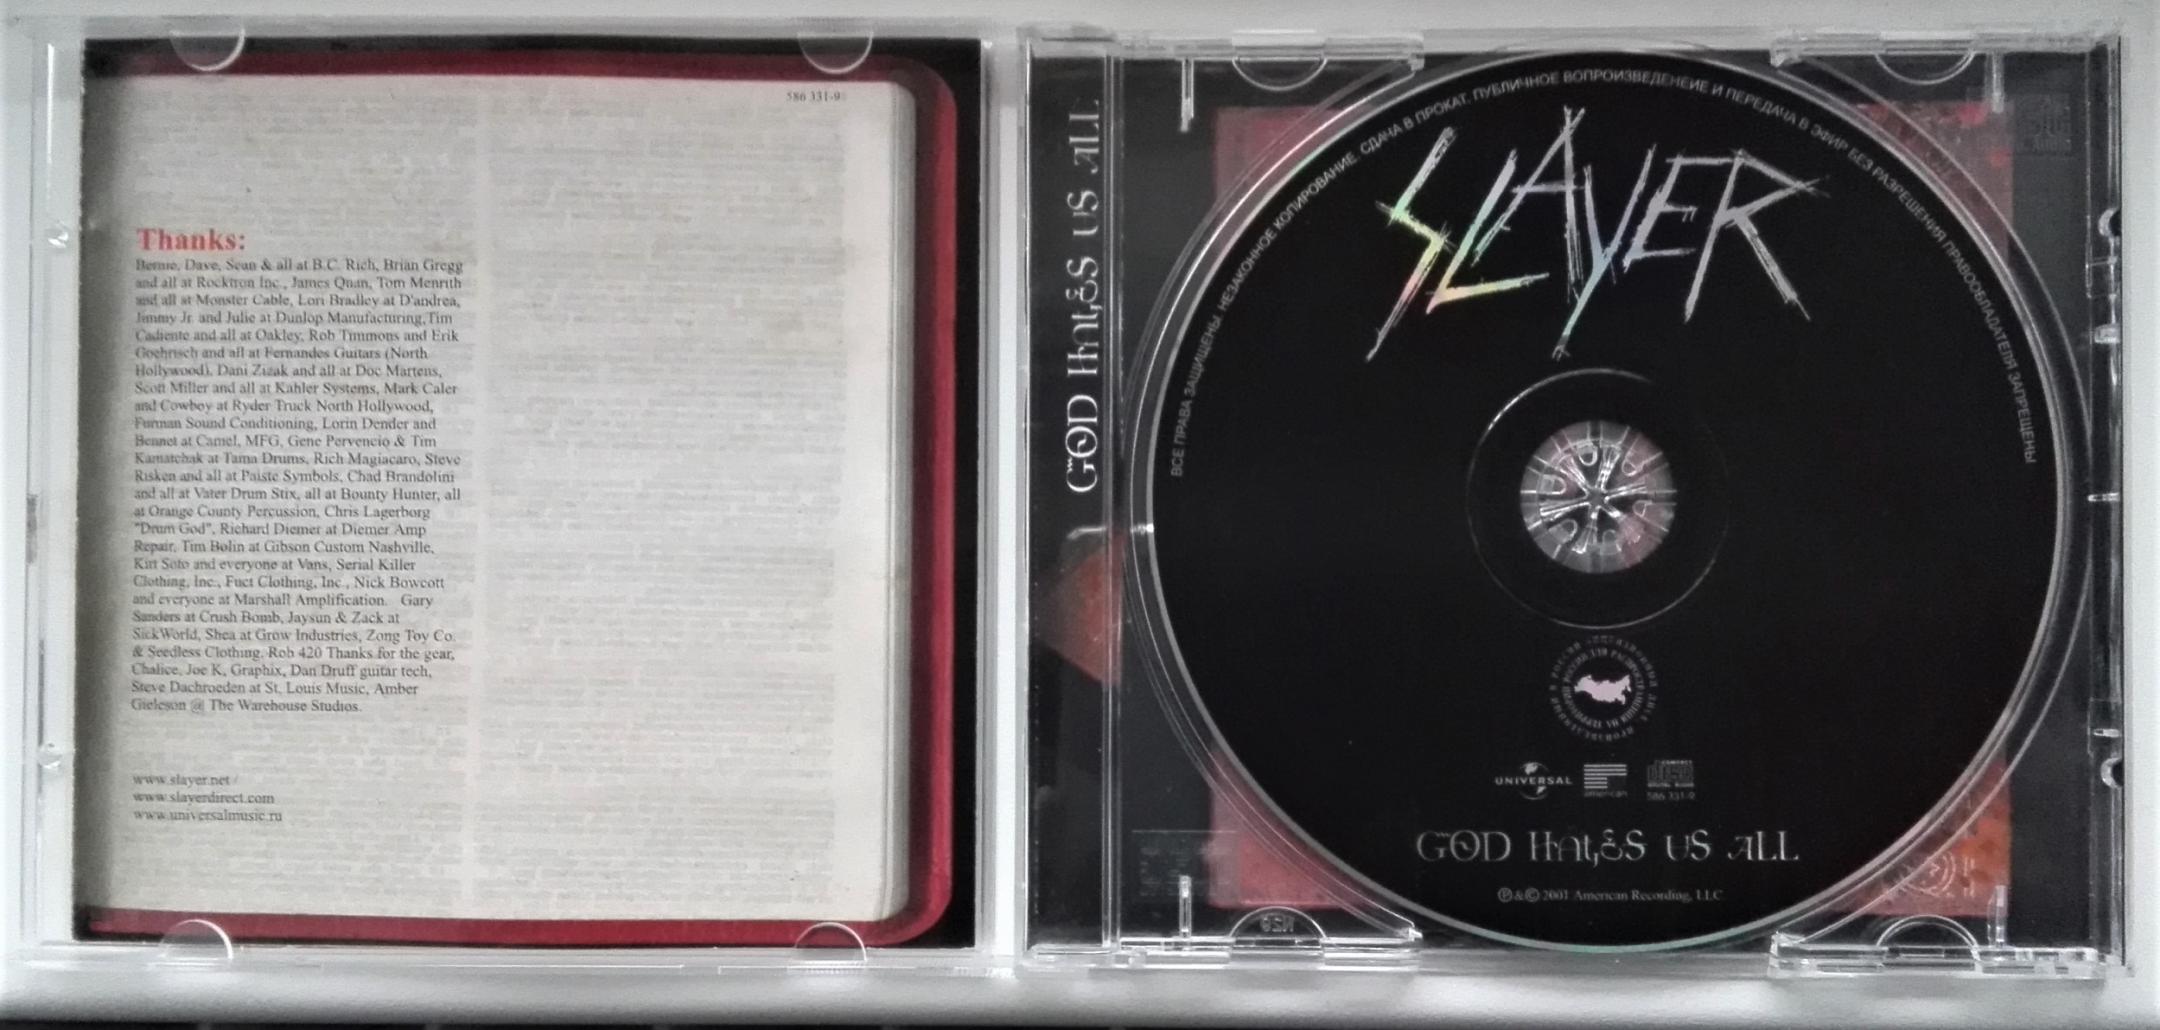 586 331-9
Thanks:
Bernie, Dave, Sean & all at B.C. Rich, Brian Gregg
and all at Rocktron Inc., James Quan, Tom Menrith
and all at Monster Cable, Lori Bradley at D'andrea,
Jimmy Jr. and Julie at Dunlop Manufacturing, Tim
Cadiente and all at Oakley, Rob Timmons and Erik
Goehrisch and all at Fernandes Guitars (North
Hollywood), Dani Zizak and all at Doc Martens,
Scott Miller and all at Kahler Systems, Mark Caler
and Cowboy at Ryder Truck North Hollywood,
Furman Sound Conditioning, Lorin Dender and
Bennet at Camel, MFG, Gene Pervencio & Tim
Kamatchak at Tama Drums, Rich Magiacaro, Steve
Risken and all at Paiste Symbols, Chad Brandolini
and all at Vater Drum Stix, all at Bounty Hunter, all
at Orange County Percussion, Chris Lagerborg
"Drum God", Richard Diemer at Diemer Amp
Repair, Tim Bolin at Gibson Custom Nashville,
Kirt Soto and everyone at Vans, Serial Killer
Clothing, Inc., Fuct Clothing, Inc., Nick Bowcott
and everyone at Marshall Amplification. Gary
Sanders at Crush Bomb, Jaysun & Zack at
SickWorld, Shea at Grow Industries, Zong Toy Co.
& Seedless Clothing. Rob 420 Thanks for the gear,
Chalice, Joe K, Graphix, Dan Druff guitar tech,
Steve Dachroeden at St. Louis Music, Amber
Gieleson @ The Warehouse Studios.
www.slayer.net /
www.slayerdirect.com
www.universalmusic.ru
GOD HATES US ALL
ВСЕ ПРАВА ЗАЩИЩЕНЫ. НЕЗАКОННОЕ КОПИРОВАНИЕ, СДАЧА В ПРОКАТ, ПУБЛИЧНОЕ ВОПРОИЗВЕДЕНЕИЕ И ПЕРЕДАЧА В ЭФИР БЕЗ РАЗРЕШЕНИЯ ПРАВООБЛАДАТЕЛЯ ЗАПРЕЩЕНЫ
SLAYER
UNIVERSAL
american
COMPACT
disc
DIGITAL AUDIO
586 331-9
GOD HATES US ALL
℗&© 2001 American Recording, LLC